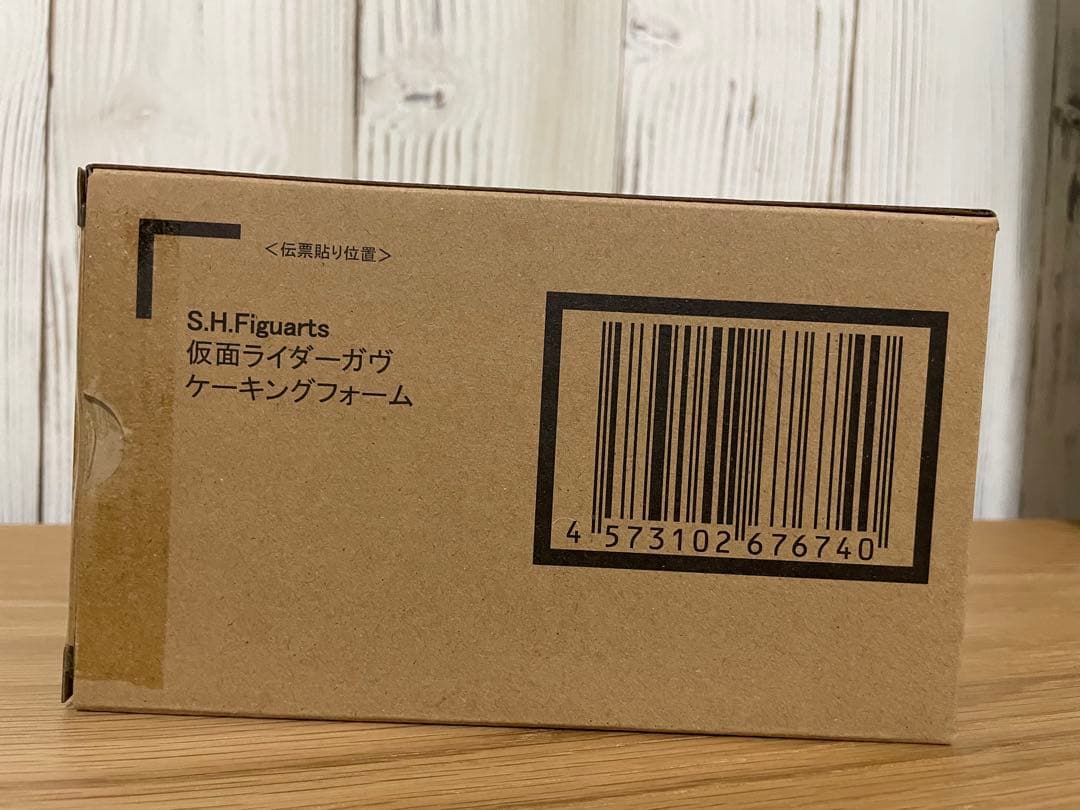 <伝票貼り位置>
S.H.Figuarts
仮面ライダーガヴ
ケーキングフォーム
4 573102 676740